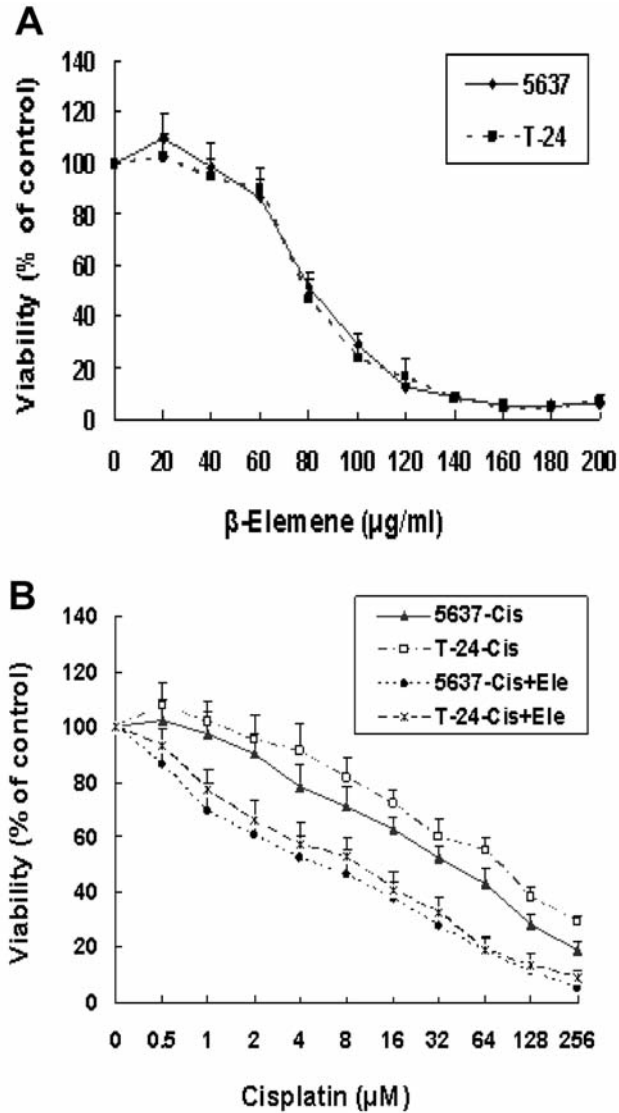 A
140
120
100
80
60
40
20
0
Viability (% of control)
5637
T-24
0 20 40 60 80 100 120 140 160 180 200
β-Elemene (µg/ml)
B
140
120
100
80
60
40
20
0
Viability (% of control)
5637-Cis
T-24-Cis
5637-Cis+Ele
T-24-Cis+Ele
0 0.5 1 2 4 8 16 32 64 128 256
Cisplatin (µM)